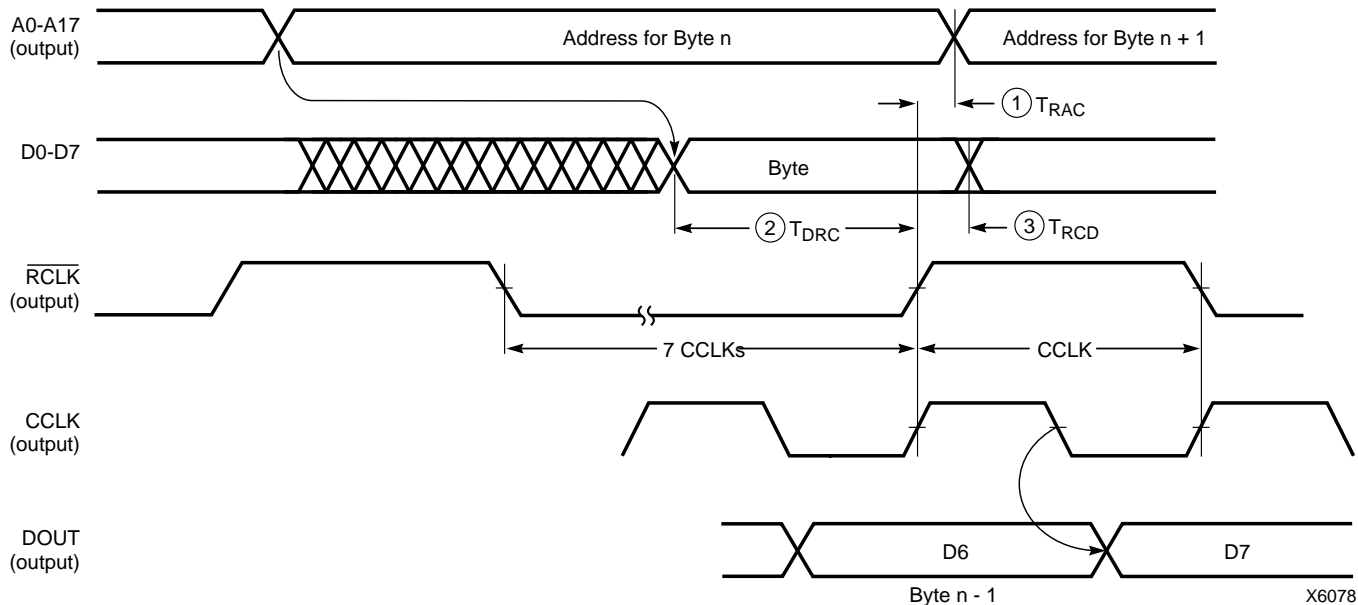 A0-A17
(output)
Address for Byte n
Address for Byte n + 1
1 TRAC
D0-D7
Byte
2 TDRC
3 TRCD
RCLK
(output)
7 CCLKs
CCLK
CCLK
(output)
DOUT
(output)
D6
D7
Byte n - 1
X6078